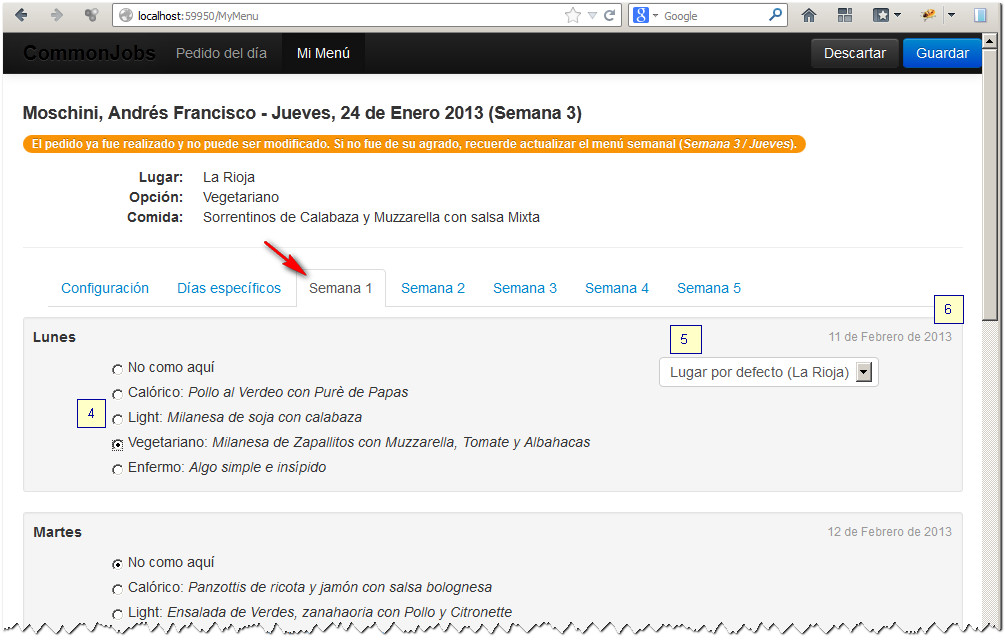 localhost:59950/MyMenu
Google
CommonJobs Pedido del día Mi Menú Descartar Guardar
Moschini, Andrés Francisco - Jueves, 24 de Enero 2013 (Semana 3)
El pedido ya fue realizado y no puede ser modificado. Si no fue de su agrado, recuerde actualizar el menú semanal (Semana 3 / Jueves).
Lugar: La Rioja
Opción: Vegetariano
Comida: Sorrentinos de Calabaza y Muzzarella con salsa Mixta
Configuración Días específicos Semana 1 Semana 2 Semana 3 Semana 4 Semana 5
6
Lunes 5 11 de Febrero de 2013
No como aquí
Lugar por defecto (La Rioja)
Calórico: Pollo al Verdeo con Purè de Papas
4 Light: Milanesa de soja con calabaza
Vegetariano: Milanesa de Zapallitos con Muzzarella, Tomate y Albahacas
Enfermo: Algo simple e insípido
Martes 12 de Febrero de 2013
No como aquí
Calórico: Panzottis de ricota y jamón con salsa bolognesa
Light: Ensalada de Verdes, zanahaoria con Pollo y Citronette